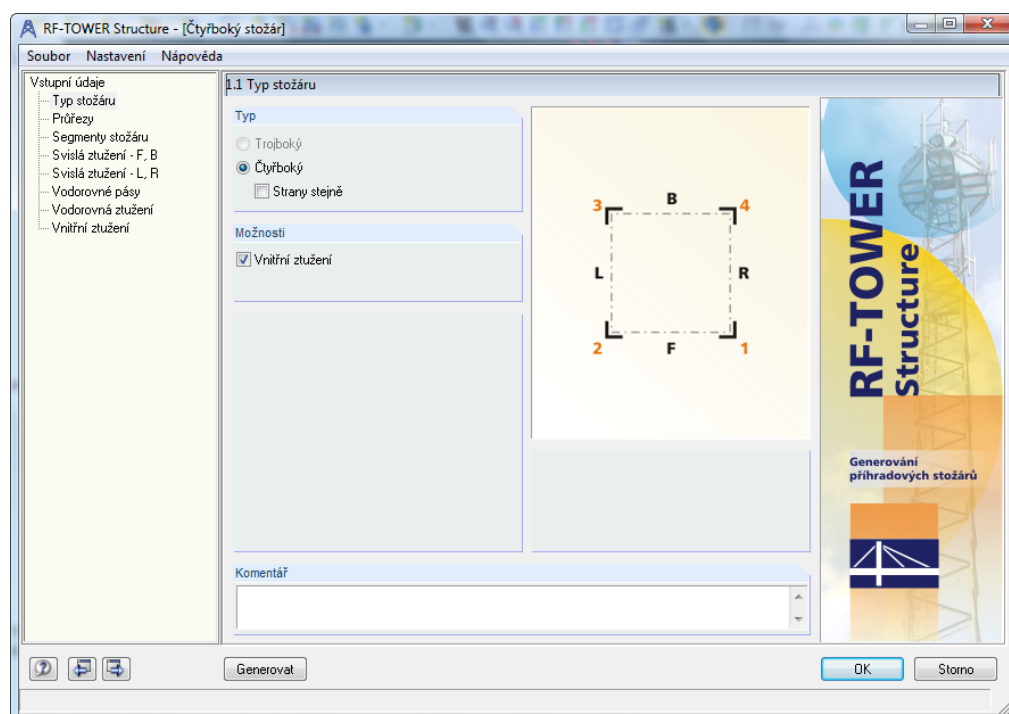 RF-TOWER Structure - [Čtyřboký stožár]
Soubor Nastavení Nápověda
Vstupní údaje
Typ stožáru
Průřezy
Segmenty stožáru
Svislá ztužení - F, B
Svislá ztužení - L, R
Vodorovné pásy
Vodorovná ztužení
Vnitřní ztužení
1.1 Typ stožáru
Typ
Trojboký
Čtyřboký
Strany stejně
Možnosti
Vnitřní ztužení
3 B 4
L R
2 F 1
Komentář
RF-TOWER
Structure
Generování
příhradových stožárů
Generovat
OK
Storno